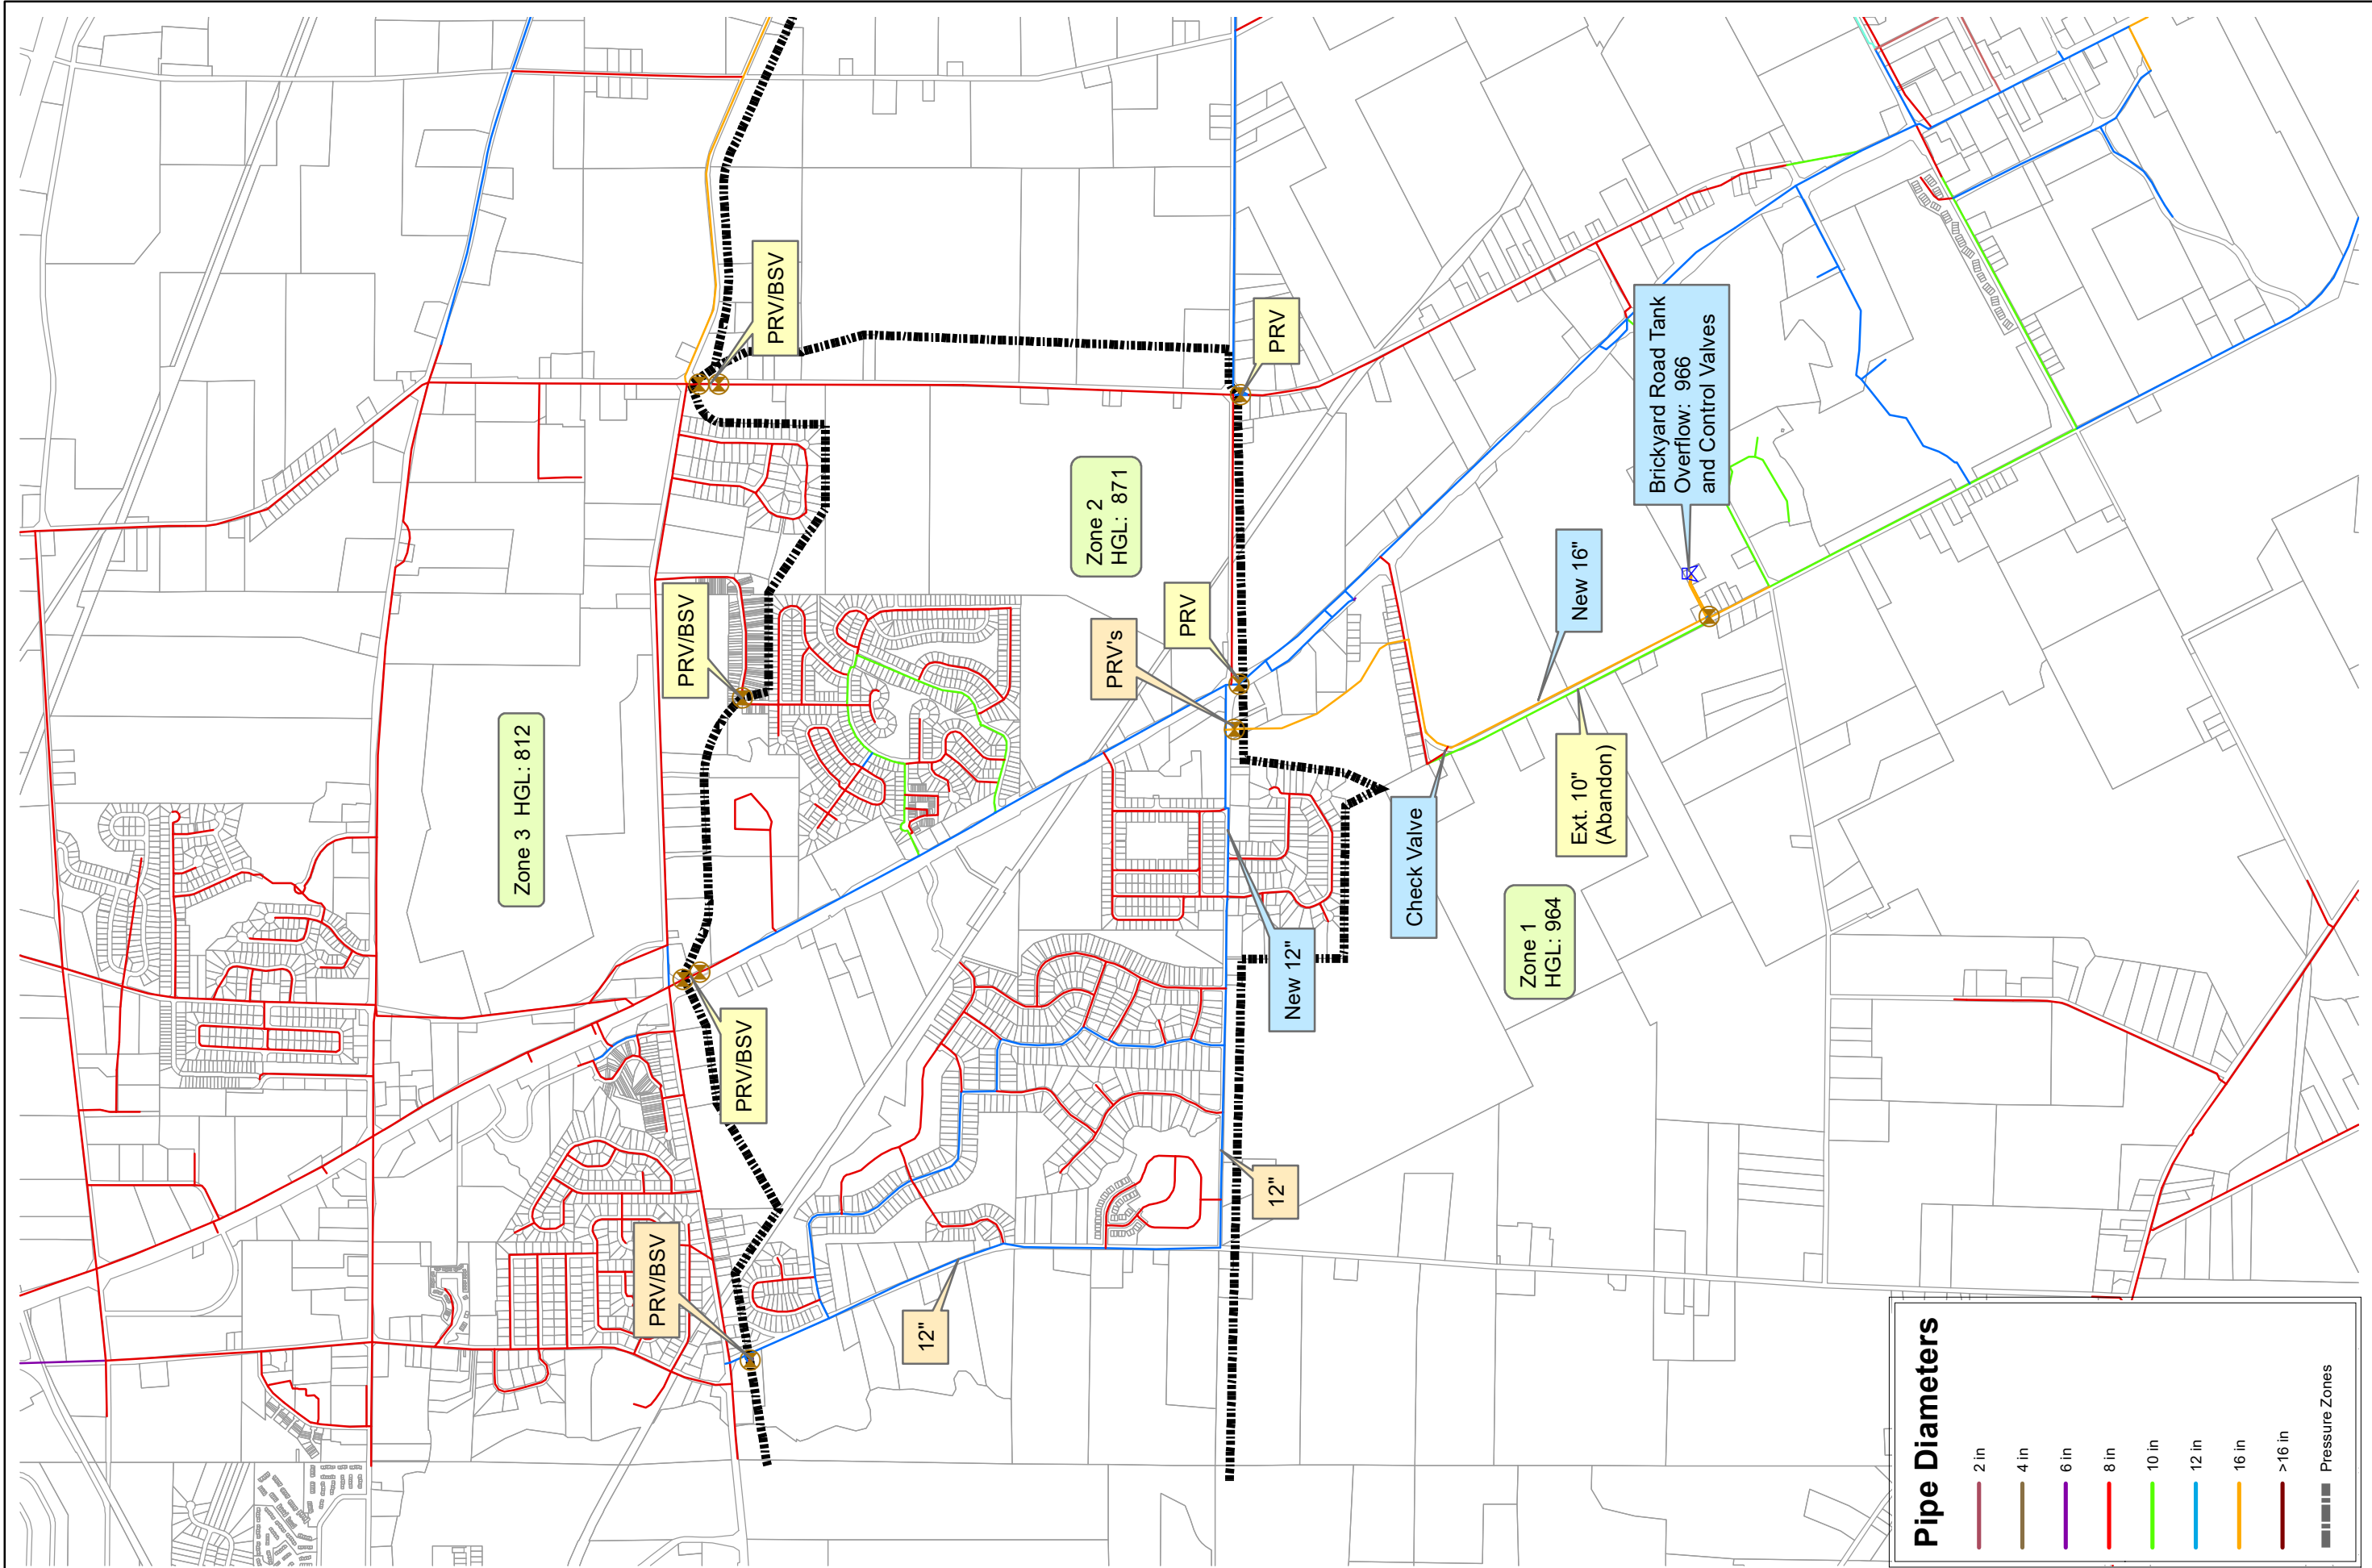 Zone 3  HGL: 812
PRV/BSV
PRV/BSV
PRV/BSV
PRV/BSV
12"
Zone 2
HGL:  871
PRV's
PRV
PRV
12"
New 12"
Check Valve
Zone 1
HGL: 964
Ext. 10"
(Abandon)
New 16"
Brickyard Road Tank
Overflow:  966
and Control Valves
Pipe Diameters
2 in
4 in
6 in
8 in
10 in
12 in
16 in
>16 in
Pressure Zones